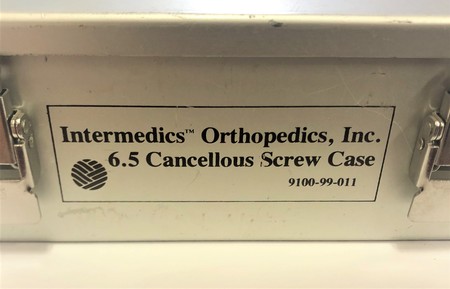 Intermedics™ Orthopedics, Inc.
6.5 Cancellous Screw Case
9100-99-011